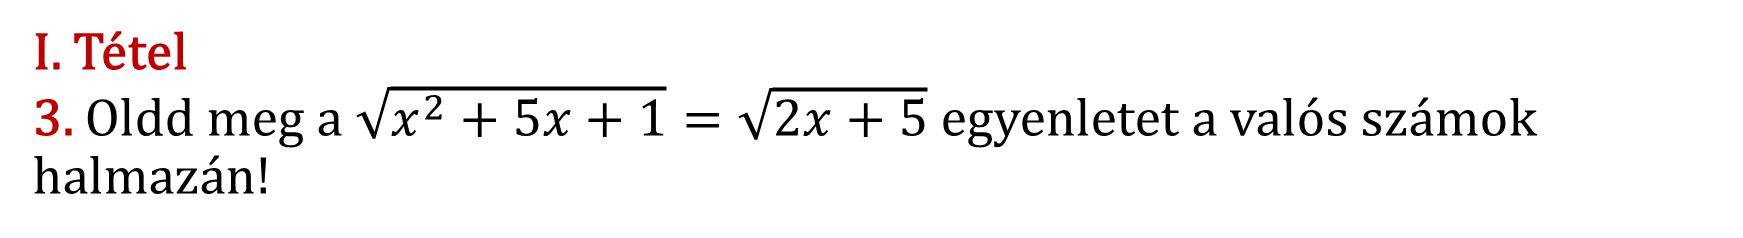 I. Tétel
3. Oldd meg a √(x² + 5x + 1) = √(2x + 5) egyenletet a valós számok
halmazán!